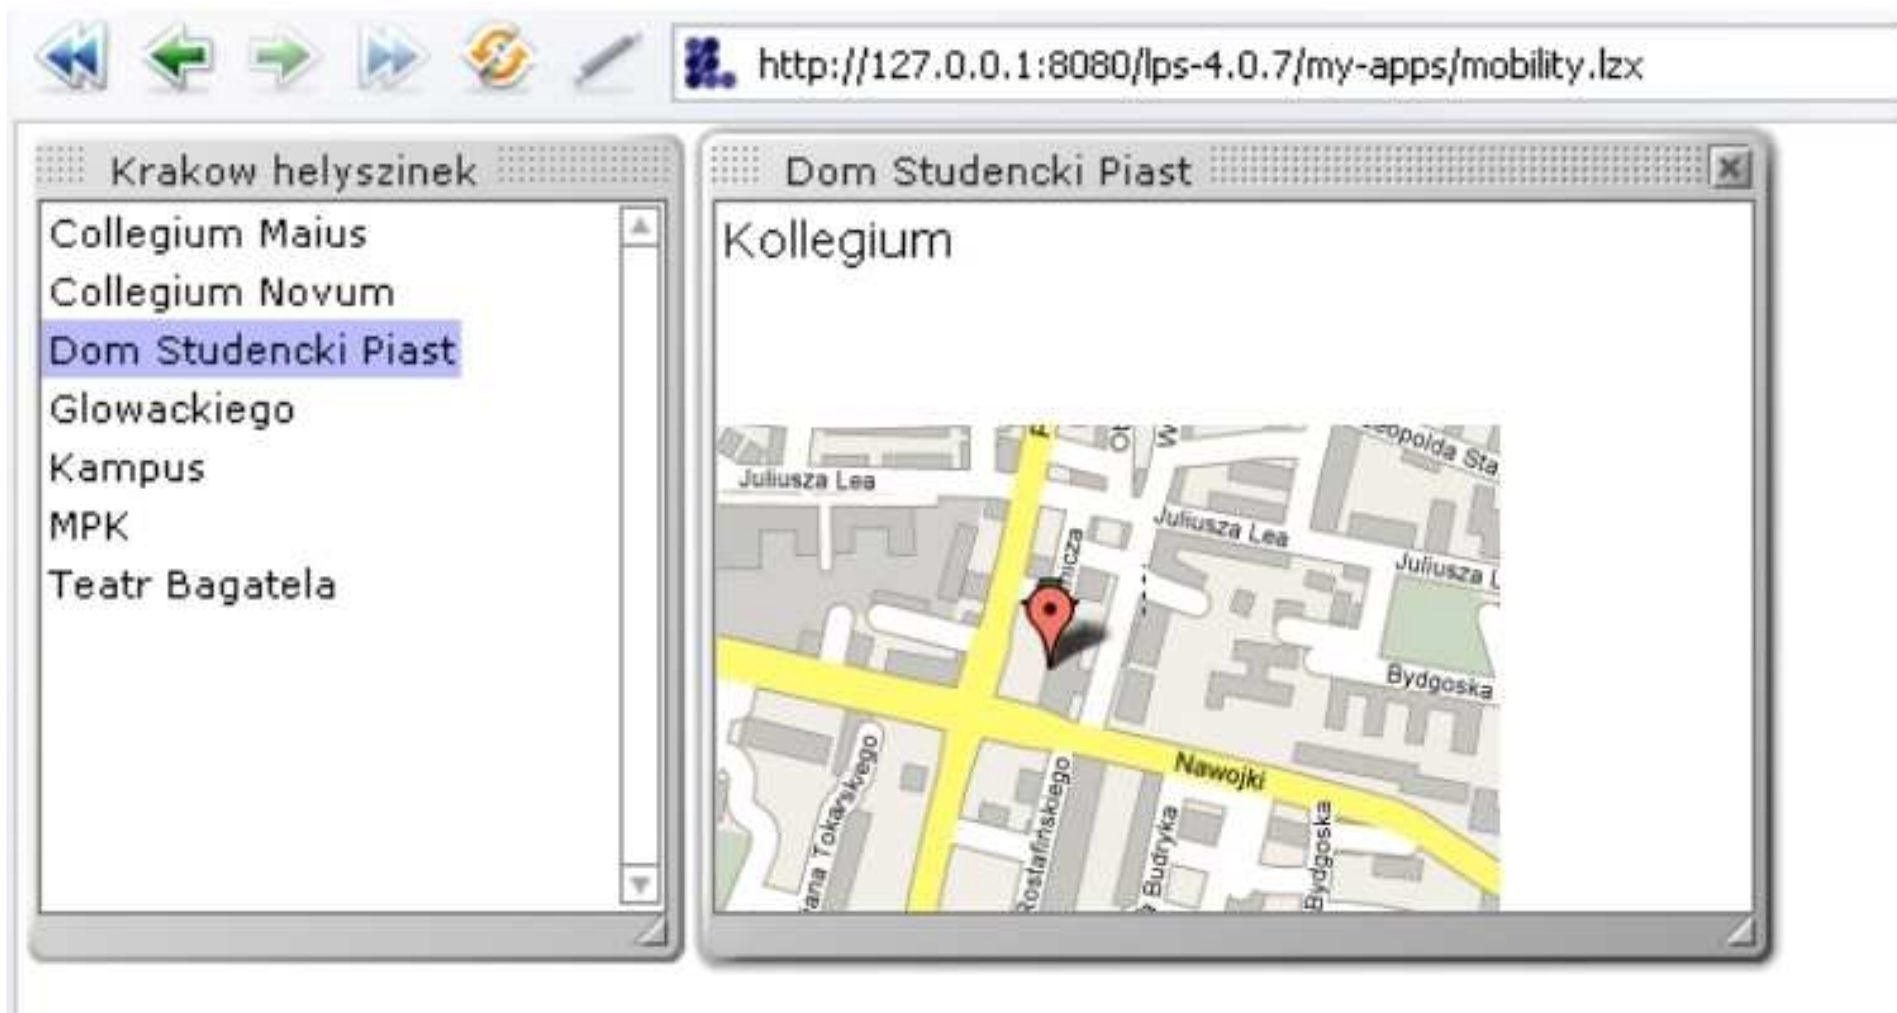 http://127.0.0.1:8080/lps-4.0.7/my-apps/mobility.lzx
Krakow helyszinek
Collegium Maius
Collegium Novum
Dom Studencki Piast
Glowackiego
Kampus
MPK
Teatr Bagatela
Dom Studencki Piast
Kollegium
Juliusza Lea
Juliusza Lea
Juliusza L
Bydgoska
Nawojki
Tokarskiego
Rostafińskiego
Budryka
Bydgoska